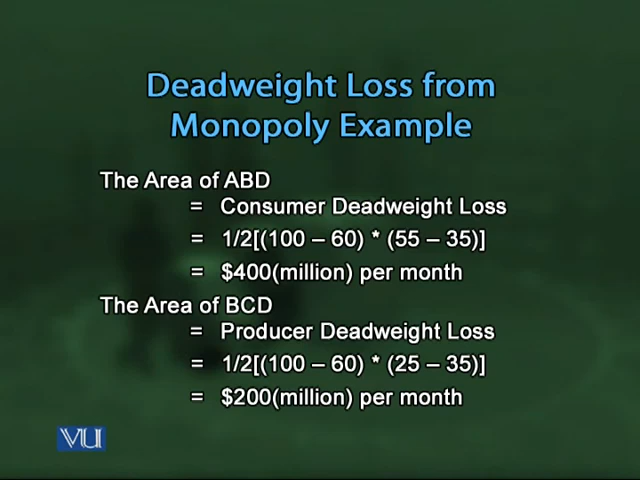 Deadweight Loss from
Monopoly Example
The Area of ABD
= Consumer Deadweight Loss
= 1/2[(100 – 60) * (55 – 35)]
= $400(million) per month
The Area of BCD
= Producer Deadweight Loss
= 1/2[(100 – 60) * (25 – 35)]
= $200(million) per month
VU